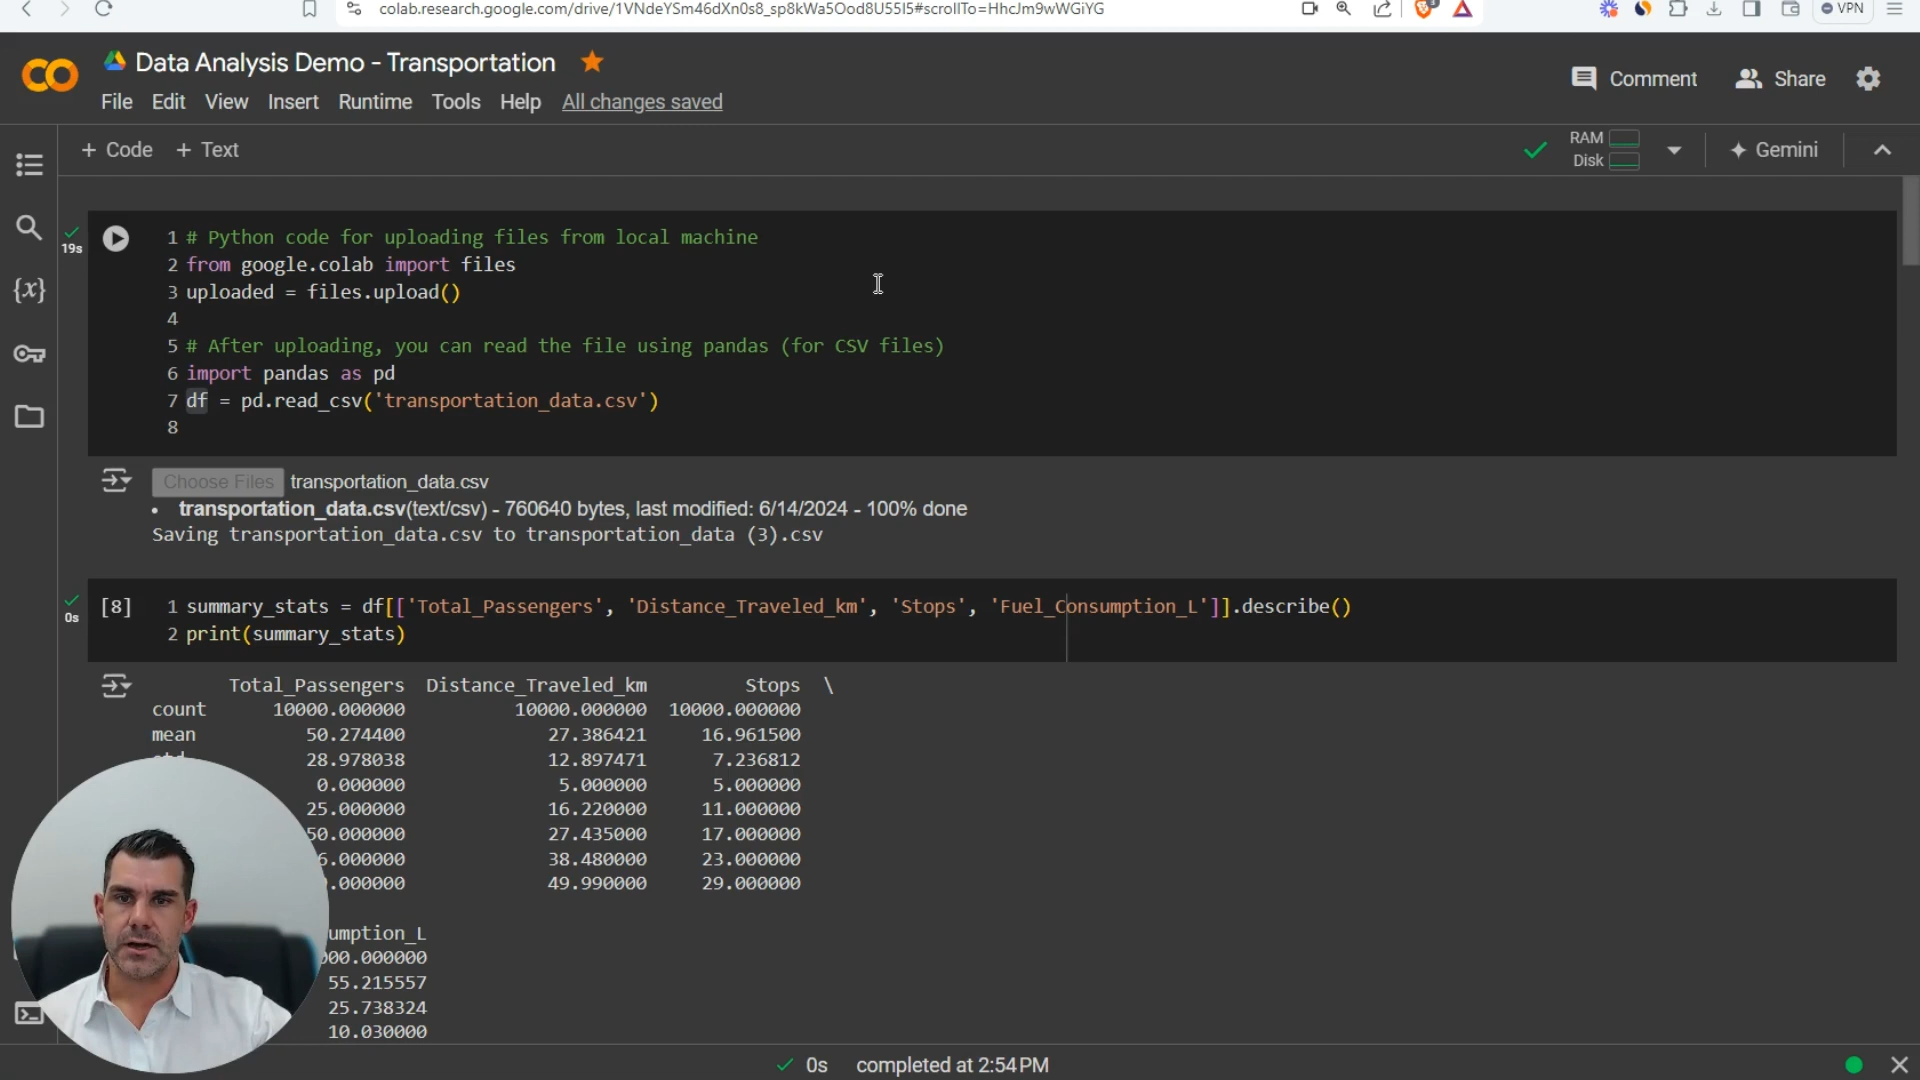 colab.research.google.com/drive/1VNdeYSm46dXn0s8_sp8kWa5Ood8U55I5#scrollTo=HhcJm9wWGiYG
VPN
Data Analysis Demo - Transportation
File Edit View Insert Runtime Tools Help All changes saved
Comment
Share
+ Code + Text
RAM
Disk
Gemini
19s
1 # Python code for uploading files from local machine
2 from google.colab import files
3 uploaded = files.upload()
4
5 # After uploading, you can read the file using pandas (for CSV files)
6 import pandas as pd
7 df = pd.read_csv('transportation_data.csv')
8
Choose Files transportation_data.csv
• transportation_data.csv(text/csv) - 760640 bytes, last modified: 6/14/2024 - 100% done
Saving transportation_data.csv to transportation_data (3).csv
0s
[8] 1 summary_stats = df[['Total_Passengers', 'Distance_Traveled_km', 'Stops', 'Fuel_Consumption_L']].describe()
2 print(summary_stats)
Total_Passengers Distance_Traveled_km Stops \
count 10000.000000 10000.000000 10000.000000
mean 50.274400 27.386421 16.961500
28.978038 12.897471 7.236812
0.000000 5.000000 5.000000
25.000000 16.220000 11.000000
50.000000 27.435000 17.000000
6.000000 38.480000 23.000000
.000000 49.990000 29.000000
umption_L
00.000000
55.215557
25.738324
10.030000
0s completed at 2:54 PM